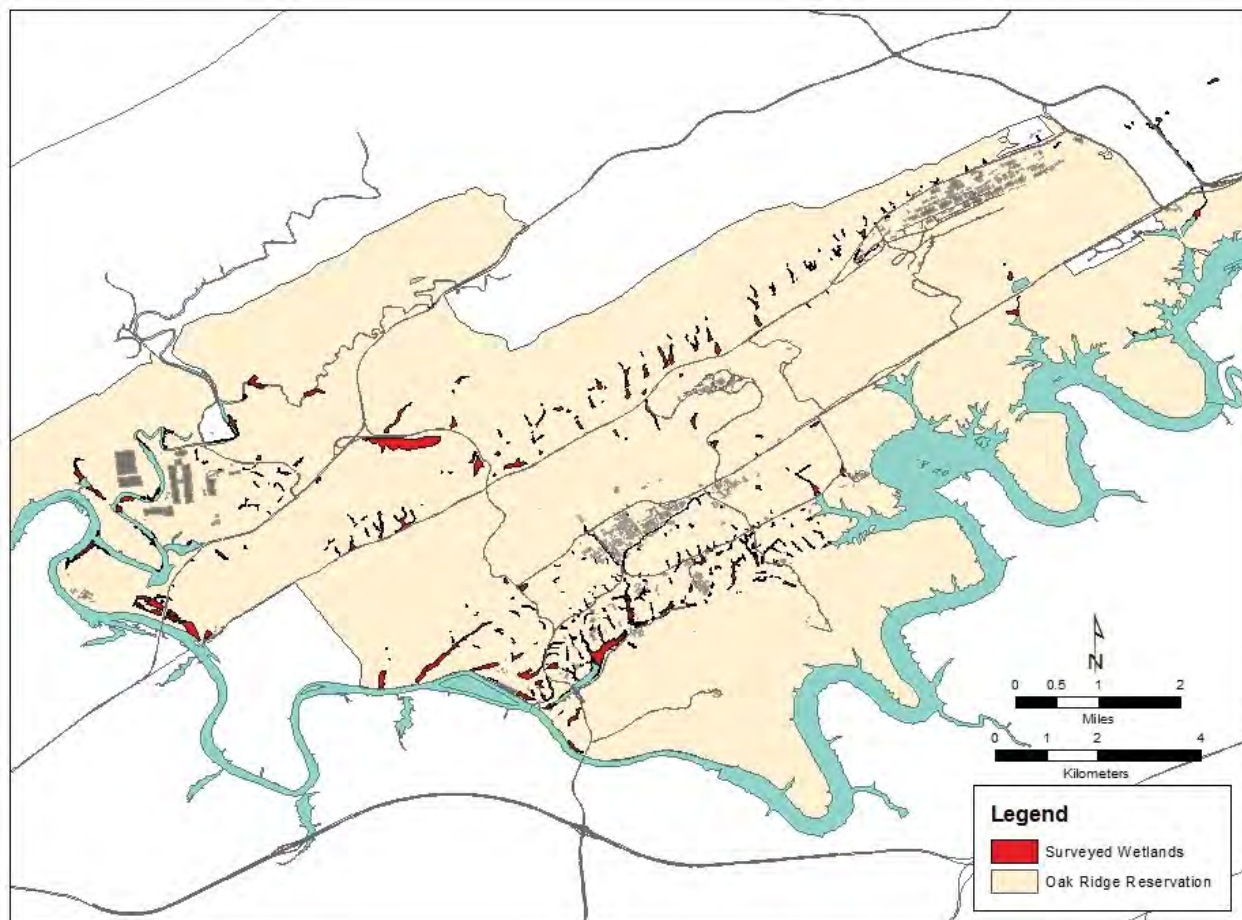 N
0 0.5 1 2
Miles
0 1 2 4
Kilometers
Legend
Surveyed Wetlands
Oak Ridge Reservation